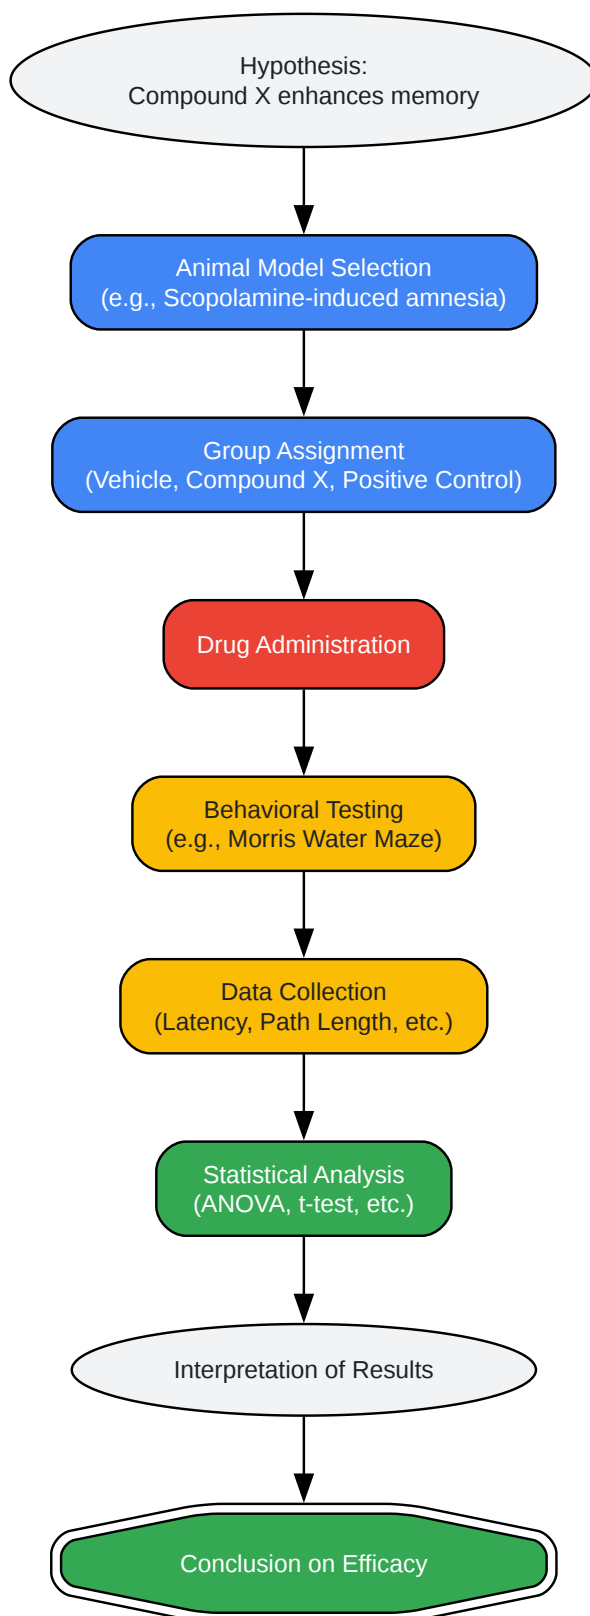 Hypothesis:
Compound X enhances memory
Animal Model Selection
(e.g., Scopolamine-induced amnesia)
Group Assignment
(Vehicle, Compound X, Positive Control)
Drug Administration
Behavioral Testing
(e.g., Morris Water Maze)
Data Collection
(Latency, Path Length, etc.)
Statistical Analysis
(ANOVA, t-test, etc.)
Interpretation of Results
Conclusion on Efficacy